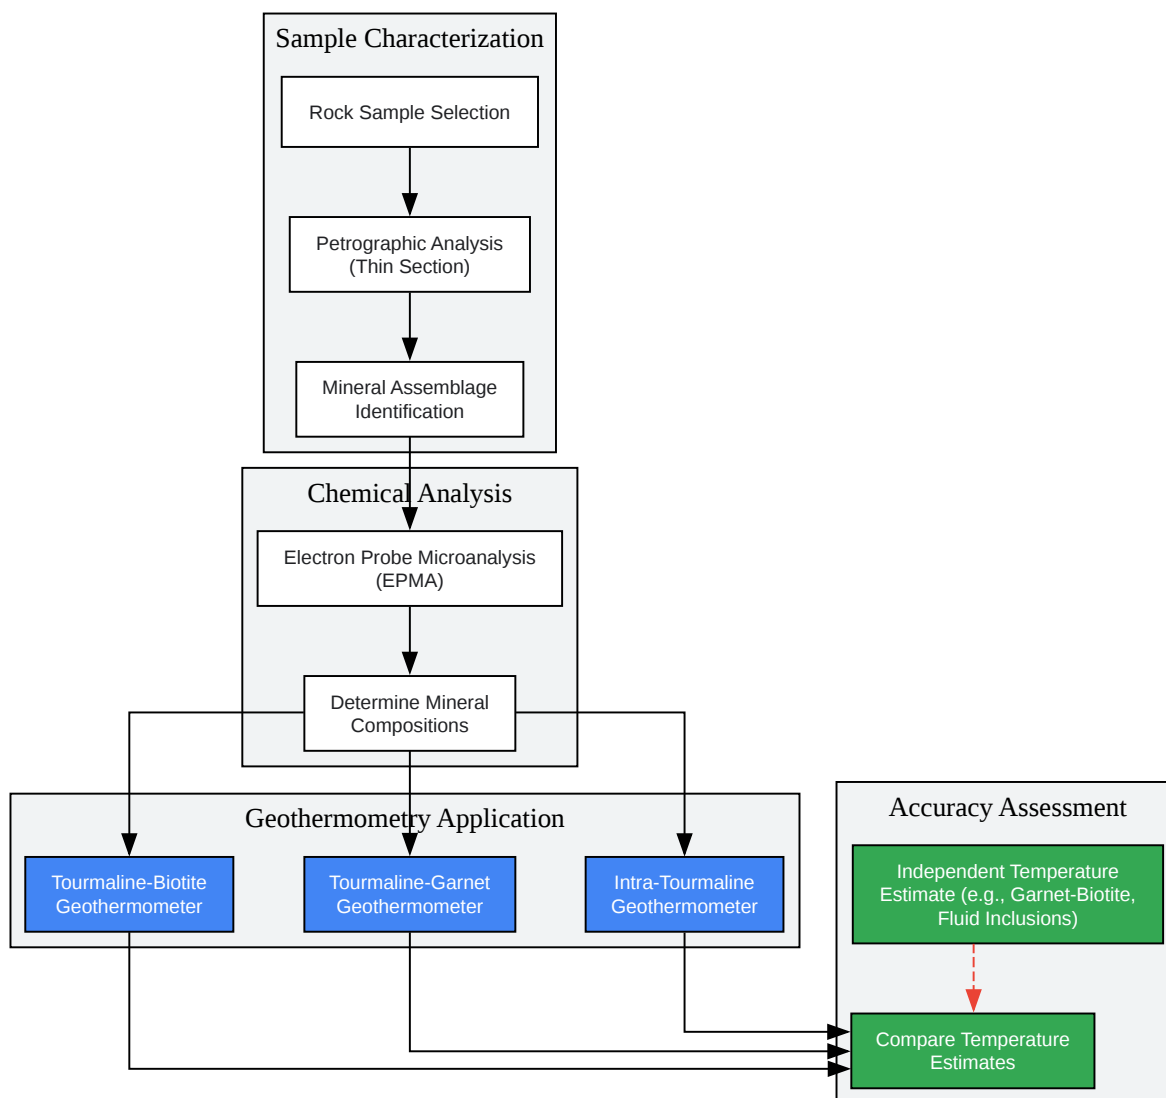 Sample Characterization
Rock Sample Selection
Petrographic Analysis
(Thin Section)
Mineral Assemblage
Identification
Chemical Analysis
Electron Probe Microanalysis
(EPMA)
Determine Mineral
Compositions
Geothermometry Application
Tourmaline-Biotite
Geothermometer
Tourmaline-Garnet
Geothermometer
Intra-Tourmaline
Geothermometer
Accuracy Assessment
Independent Temperature
Estimate (e.g., Garnet-Biotite,
Fluid Inclusions)
Compare Temperature
Estimates